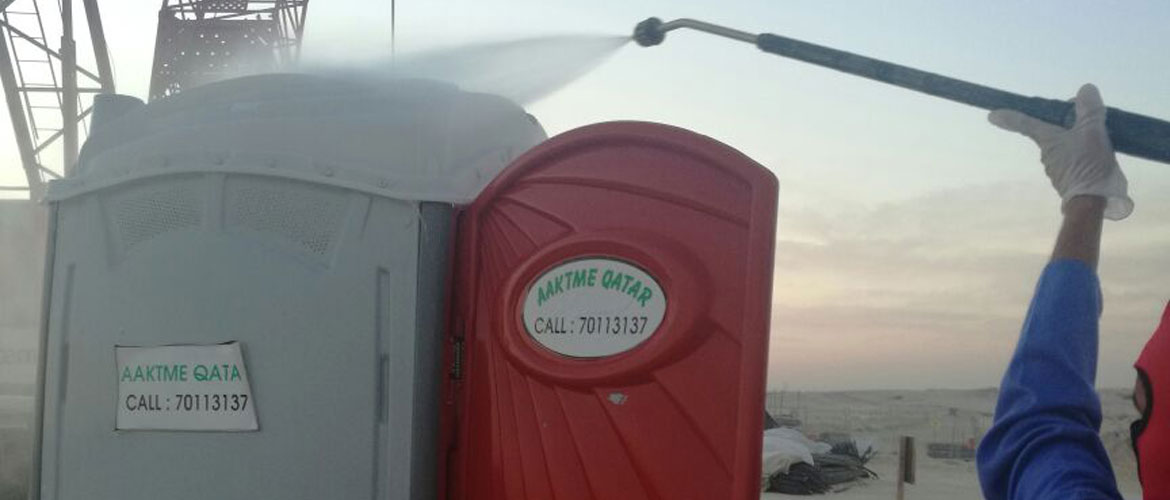 AAKTME QATA
CALL : 70113137
AAKTME QATAR
CALL : 70113137